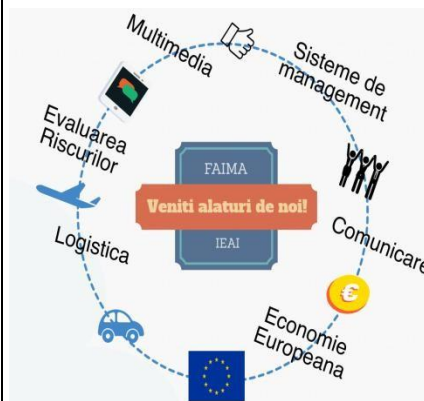 Multimedia
Sisteme de
management
Evaluarea
Riscurilor
FAIMA
Veniti alaturi de noi!
IEAI
Logistica
Comunicare
€
Economie
Europeana